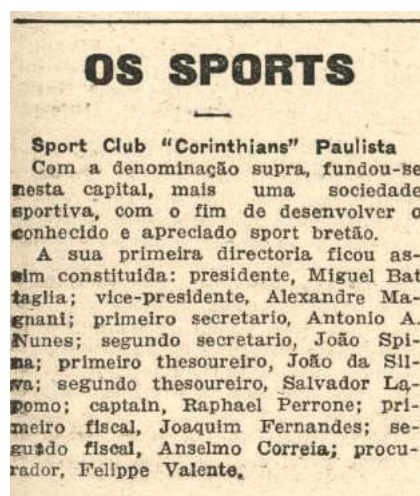 OS SPORTS
Sport Club "Corinthians" Paulista
Com a denominação supra, fundou-se
nesta capital, mais uma sociedade
sportiva, com o fim de desenvolver o
conhecido e apreciado sport bretão.
A sua primeira directoria ficou as-
sim constituida: presidente, Miguel Bat
taglia; vice-presidente, Alexandre Ma-
gnani; primeiro secretario, Antonio A.
Nunes; segundo secretario, João Spi-
na; primeiro thesoureiro, João da Sil-
va; segundo thesoureiro, Salvador La-
pomo; captain, Raphael Perrone; pri-
meiro fiscal, Joaquim Fernandes; se-
gundo fiscal, Anselmo Correia; procu-
rador, Felippe Valente.